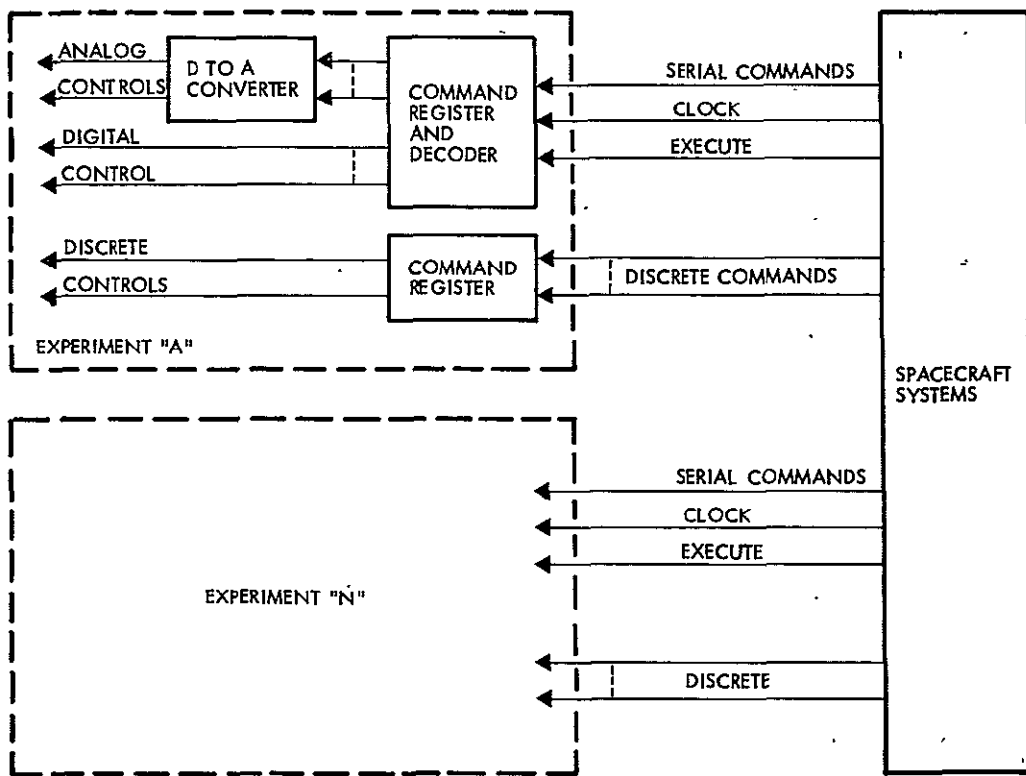 ANALOG
CONTROLS
D TO A
CONVERTER
DIGITAL
CONTROL
COMMAND
REGISTER
AND
DECODER
SERIAL COMMANDS
CLOCK
EXECUTE
DISCRETE
CONTROLS
COMMAND
REGISTER
DISCRETE COMMANDS
EXPERIMENT "A"
SPACECRAFT
SYSTEMS
SERIAL COMMANDS
CLOCK
EXECUTE
EXPERIMENT "N"
DISCRETE